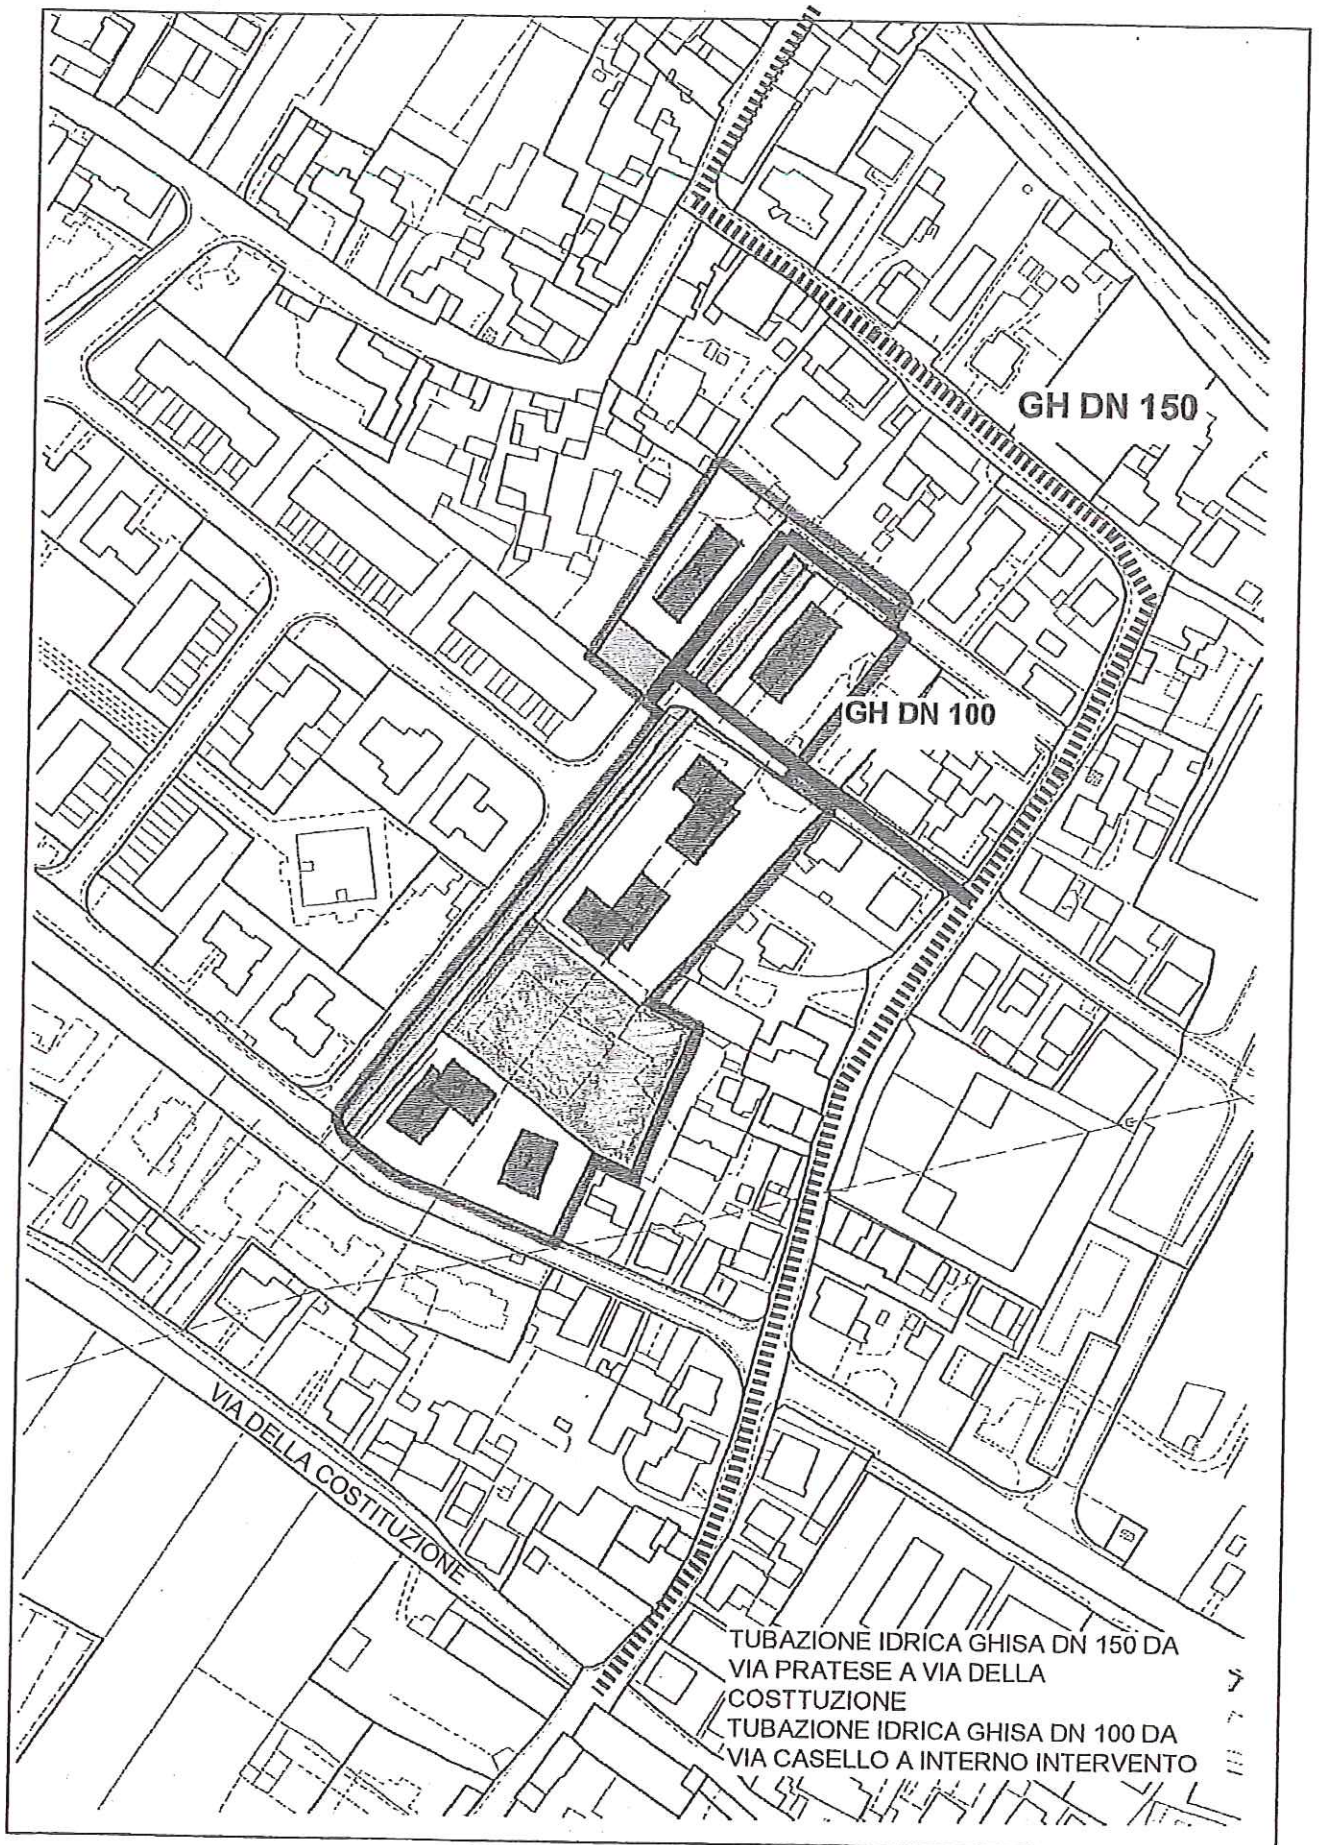 GH DN 150
GH DN 100
VIA DELLA COSTITUZIONE
TUBAZIONE IDRICA GHISA DN 150 DA
VIA PRATESE A VIA DELLA
COSTTUZIONE
TUBAZIONE IDRICA GHISA DN 100 DA
VIA CASELLO A INTERNO INTERVENTO